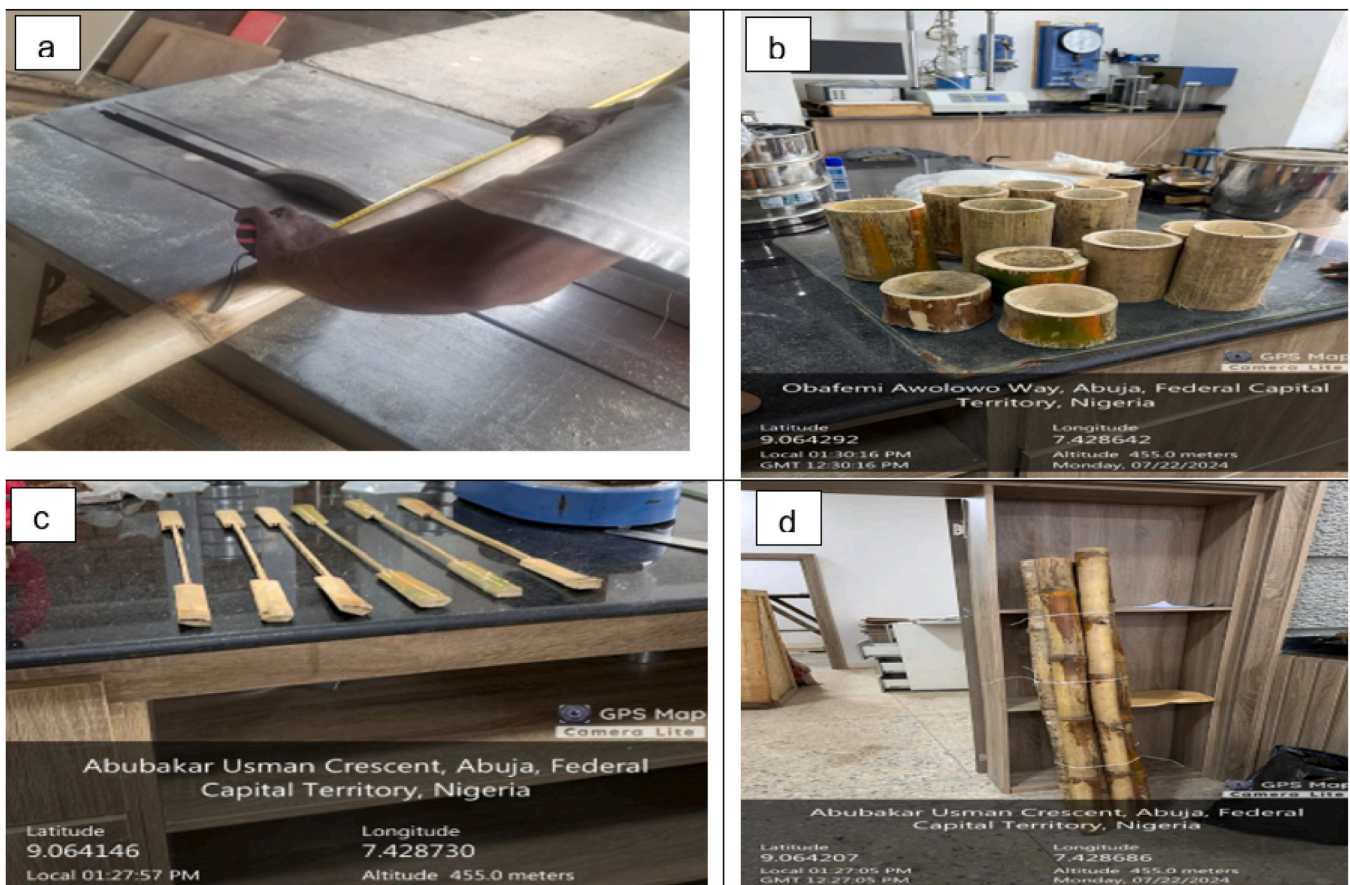 a
b
GPS Map
Camera Lite
Obafemi Awolowo Way, Abuja, Federal Capital
Territory, Nigeria
Latitude
9.064292
Longitude
7.428642
Local 01:30:16 PM
GMT 12:30:16 PM
Altitude 455.0 meters
Monday, 07/22/2024
c
GPS Map
Camera Lite
Abubakar Usman Crescent, Abuja, Federal
Capital Territory, Nigeria
Latitude
9.064146
Longitude
7.428730
Local 01:27:57 PM
Altitude 455.0 meters
d
GPS Map
Camera Lite
Abubakar Usman Crescent, Abuja, Federal
Capital Territory, Nigeria
Latitude
9.064207
Longitude
7.428686
Local 01:27:05 PM
GMT 12:27:05 PM
Altitude 455.0 meters
Monday, 07/22/2024